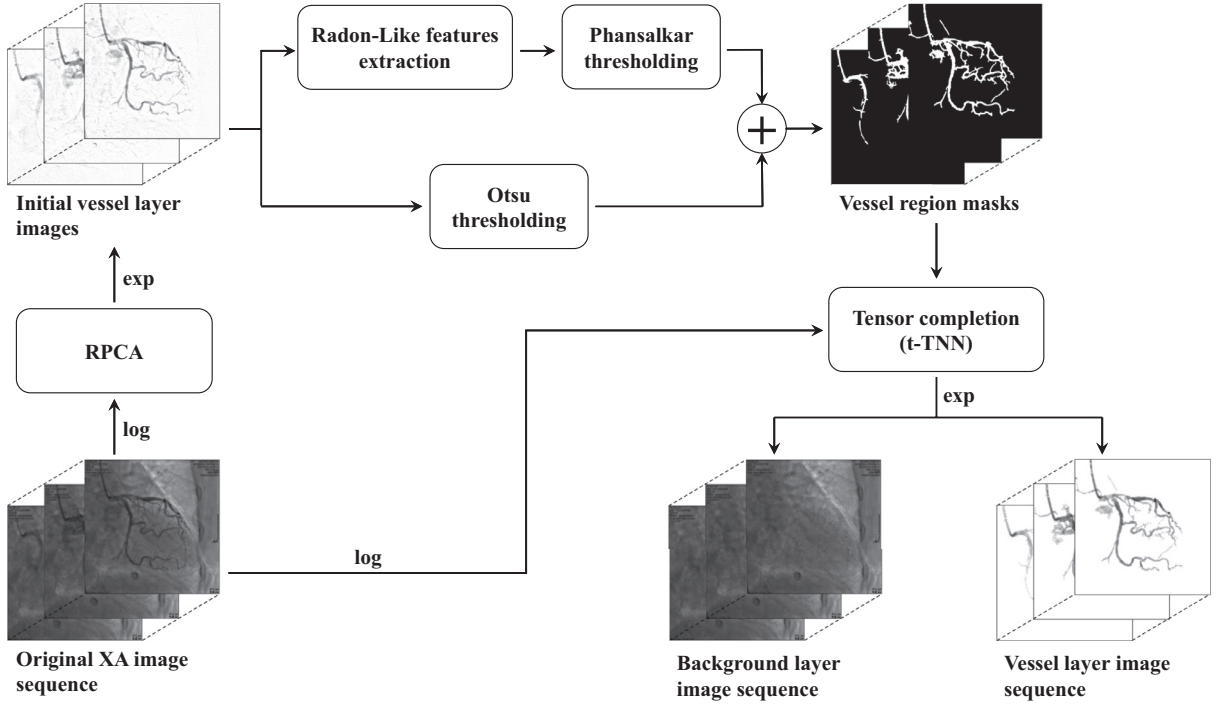 Radon-Like features
extraction
Phansalkar
thresholding
+
Otsu
thresholding
Initial vessel layer
images
Vessel region masks
exp
RPCA
Tensor completion
(t-TNN)
exp
log
log
Original XA image
sequence
Background layer
image sequence
Vessel layer image
sequence